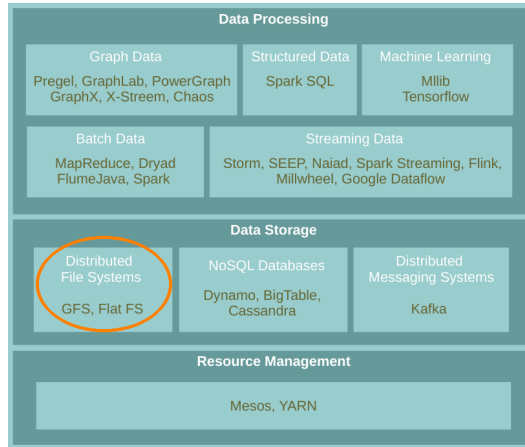 Data Processing
Graph Data
Pregel, GraphLab, PowerGraph
GraphX, X-Streem, Chaos
Structured Data
Spark SQL
Machine Learning
Mllib
Tensorflow
Batch Data
MapReduce, Dryad
FlumeJava, Spark
Streaming Data
Storm, SEEP, Naiad, Spark Streaming, Flink,
Millwheel, Google Dataflow
Data Storage
Distributed
File Systems
GFS, Flat FS
NoSQL Databases
Dynamo, BigTable,
Cassandra
Distributed
Messaging Systems
Kafka
Resource Management
Mesos, YARN